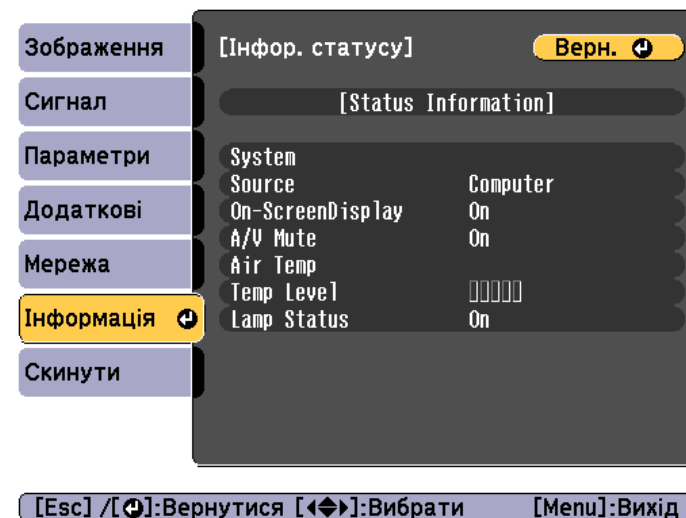 Зображення
Сигнал
Параметри
Додаткові
Мережа
Інформація
Скинути
[Інфор. статусу] Верн.
[Status Information]
System
Source Computer
On-ScreenDisplay On
A/V Mute On
Air Temp
Temp Level
Lamp Status On
[Esc] /[ ]:Вернутися [ ]:Вибрати [Menu]:Вихід